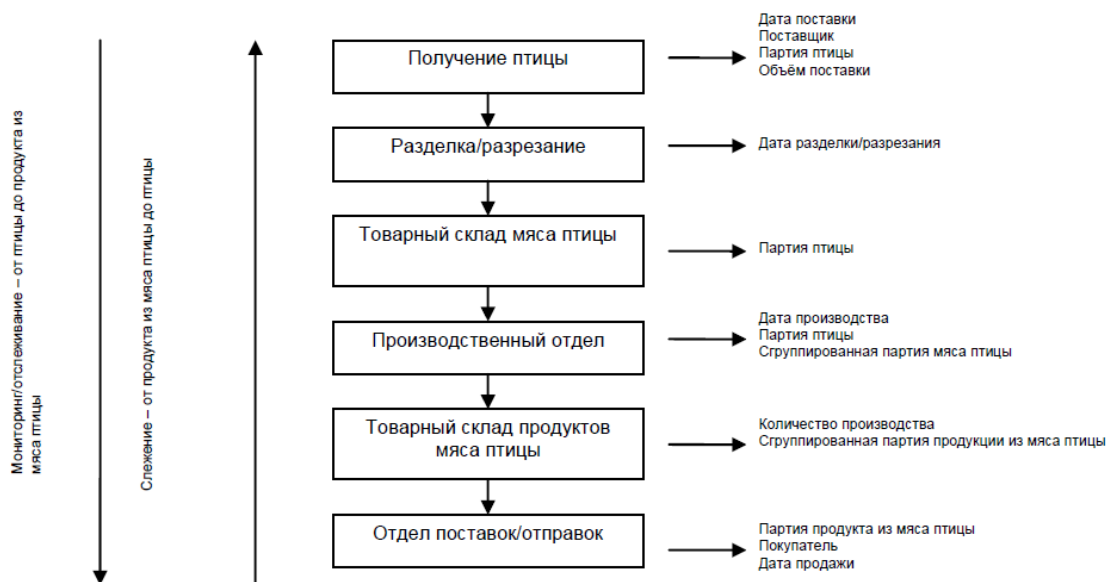 Мониторинг/отслеживание – от птицы до продукта из
мяса птицы
Слежение – от продукта из мяса птицы до птицы
Получение птицы
Дата поставки
Поставщик
Партия птицы
Объём поставки
Разделка/разрезание
Дата разделки/разрезания
Товарный склад мяса птицы
Партия птицы
Производственный отдел
Дата производства
Партия птицы
Сгруппированная партия мяса птицы
Товарный склад продуктов
мяса птицы
Количество производства
Сгруппированная партия продукции из мяса птицы
Отдел поставок/отправок
Партия продукта из мяса птицы
Покупатель
Дата продажи